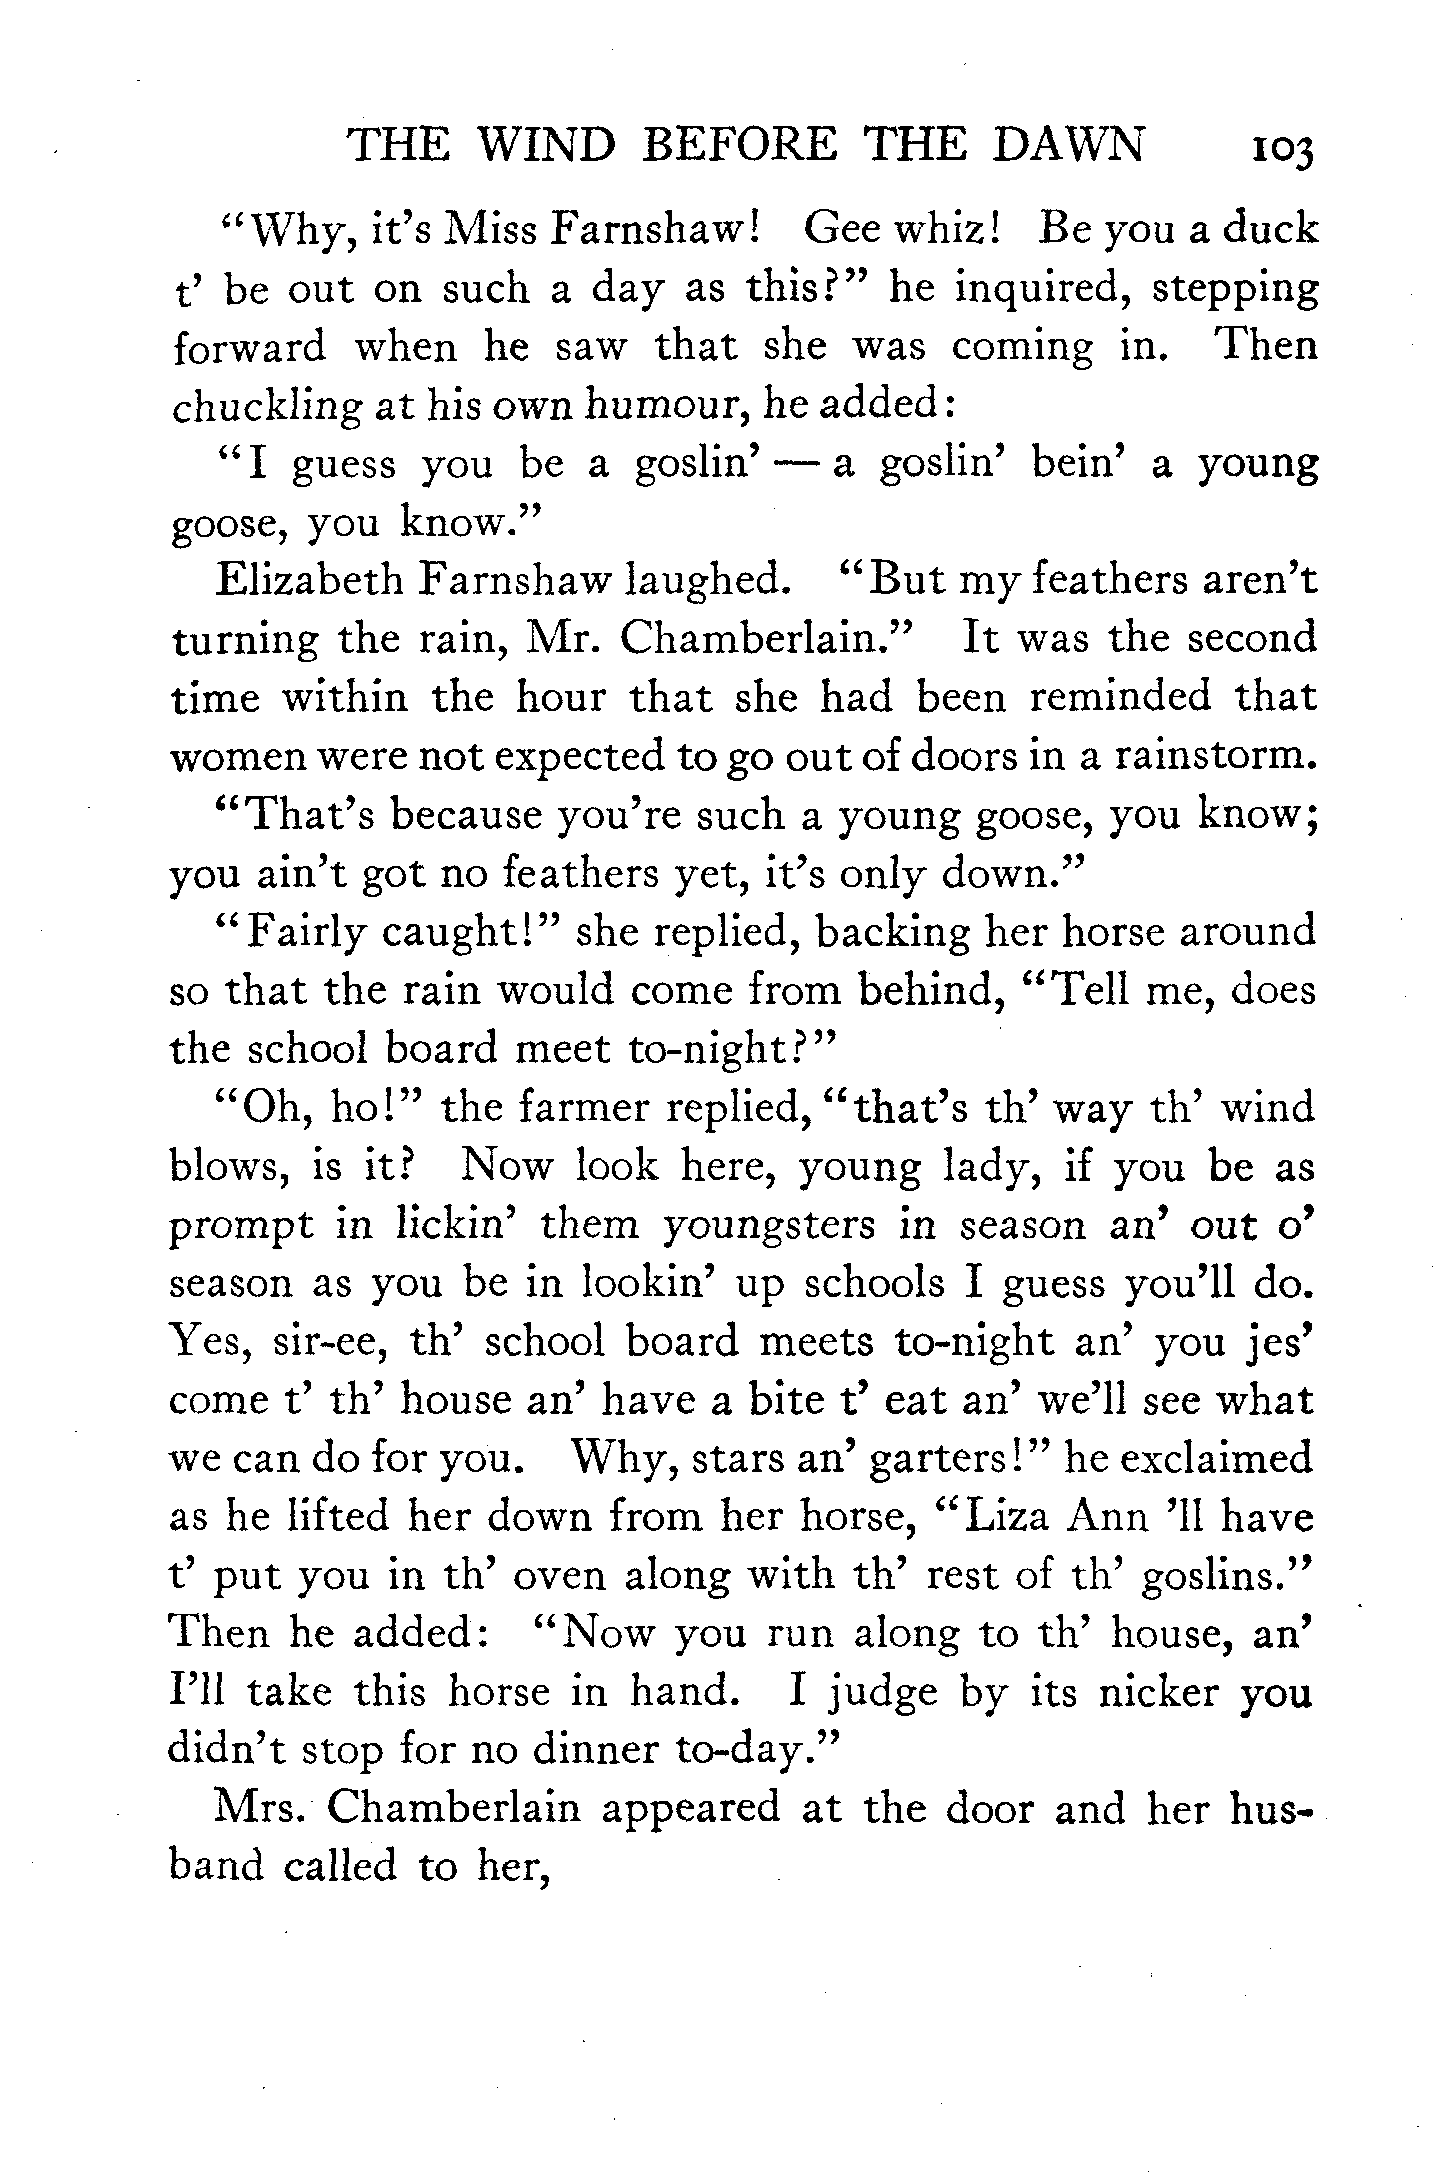 THE WIND BEFORE THE DAWN 103
"Why, it's Miss Farnshaw! Gee whiz! Be you a duck
t' be out on such a day as this?" he inquired, stepping
forward when he saw that she was coming in. Then
chuckling at his own humour, he added:
"I guess you be a goslin' — a goslin' bein' a young
goose, you know."
Elizabeth Farnshaw laughed. "But my feathers aren't
turning the rain, Mr. Chamberlain." It was the second
time within the hour that she had been reminded that
women were not expected to go out of doors in a rainstorm.
"That's because you're such a young goose, you know;
you ain't got no feathers yet, it's only down."
"Fairly caught!" she replied, backing her horse around
so that the rain would come from behind, "Tell me, does
the school board meet to-night?"
"Oh, ho!" the farmer replied, "that's th' way th' wind
blows, is it? Now look here, young lady, if you be as
prompt in lickin' them youngsters in season an' out o'
season as you be in lookin' up schools I guess you'll do.
Yes, sir-ee, th' school board meets to-night an' you jes'
come t' th' house an' have a bite t' eat an' we'll see what
we can do for you. Why, stars an' garters!" he exclaimed
as he lifted her down from her horse, "Liza Ann 'll have
t' put you in th' oven along with th' rest of th' goslins."
Then he added: "Now you run along to th' house, an'
I'll take this horse in hand. I judge by its nicker you
didn't stop for no dinner to-day."
Mrs. Chamberlain appeared at the door and her hus-
band called to her,